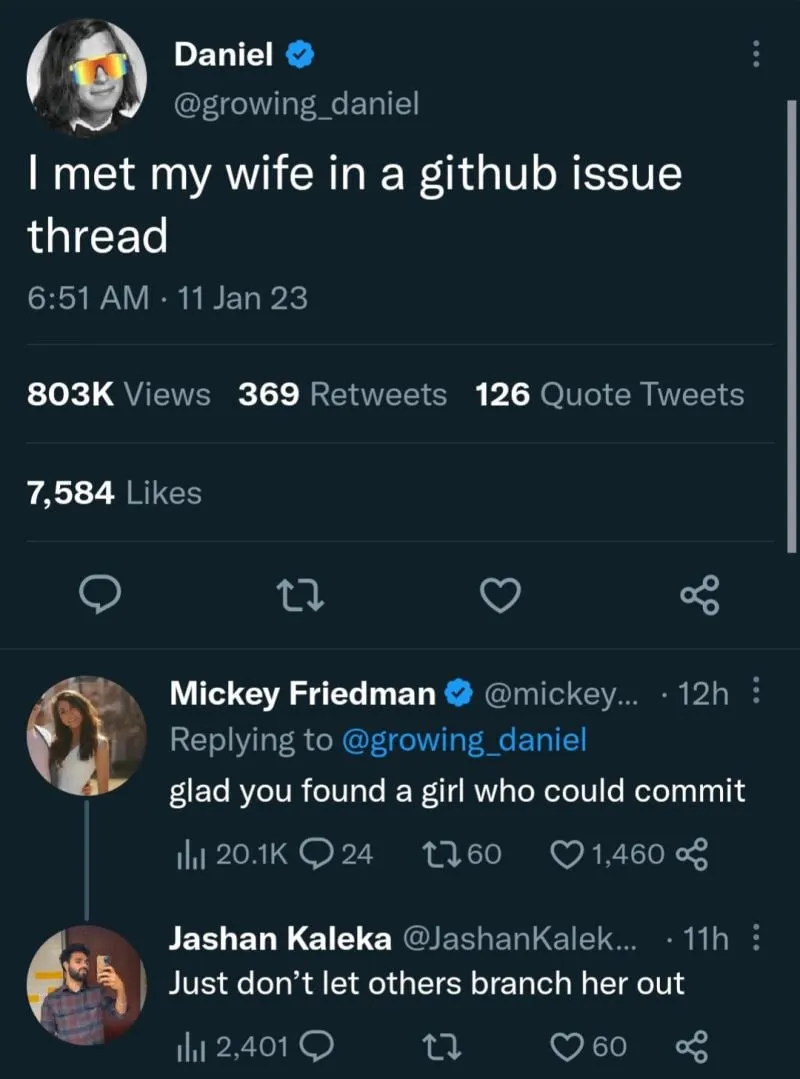 Daniel
@growing_daniel
I met my wife in a github issue
thread
6:51 AM · 11 Jan 23
803K Views 369 Retweets 126 Quote Tweets
7,584 Likes
Mickey Friedman @mickey... · 12h
Replying to @growing_daniel
glad you found a girl who could commit
20.1K 24 60 1,460
Jashan Kaleka @JashanKalek... · 11h
Just don’t let others branch her out
2,401 60